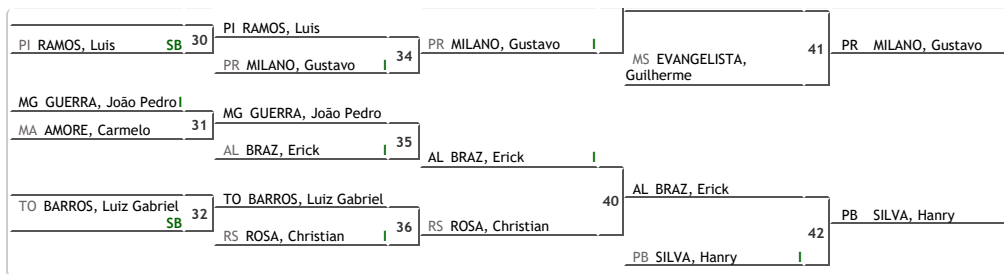 PI RAMOS, Luis SB 30
PI RAMOS, Luis
PR MILANO, Gustavo I 34
PR MILANO, Gustavo I
MS EVANGELISTA,
Guilherme
41
PR MILANO, Gustavo
MG GUERRA, João Pedro I
MA AMORE, Carmelo 31
MG GUERRA, João Pedro
AL BRAZ, Erick I 35
AL BRAZ, Erick I
TO BARROS, Luiz Gabriel
SB 32
TO BARROS, Luiz Gabriel
RS ROSA, Christian I 36
RS ROSA, Christian
40
AL BRAZ, Erick
PB SILVA, Hanry I
42
PB SILVA, Hanry